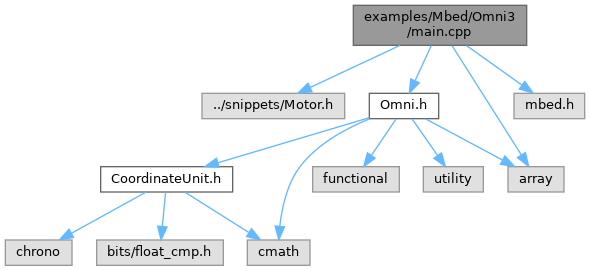 examples/Mbed/Omni3
/main.cpp
../snippets/Motor.h
Omni.h
mbed.h
CoordinateUnit.h
functional
utility
array
chrono
bits/float_cmp.h
cmath